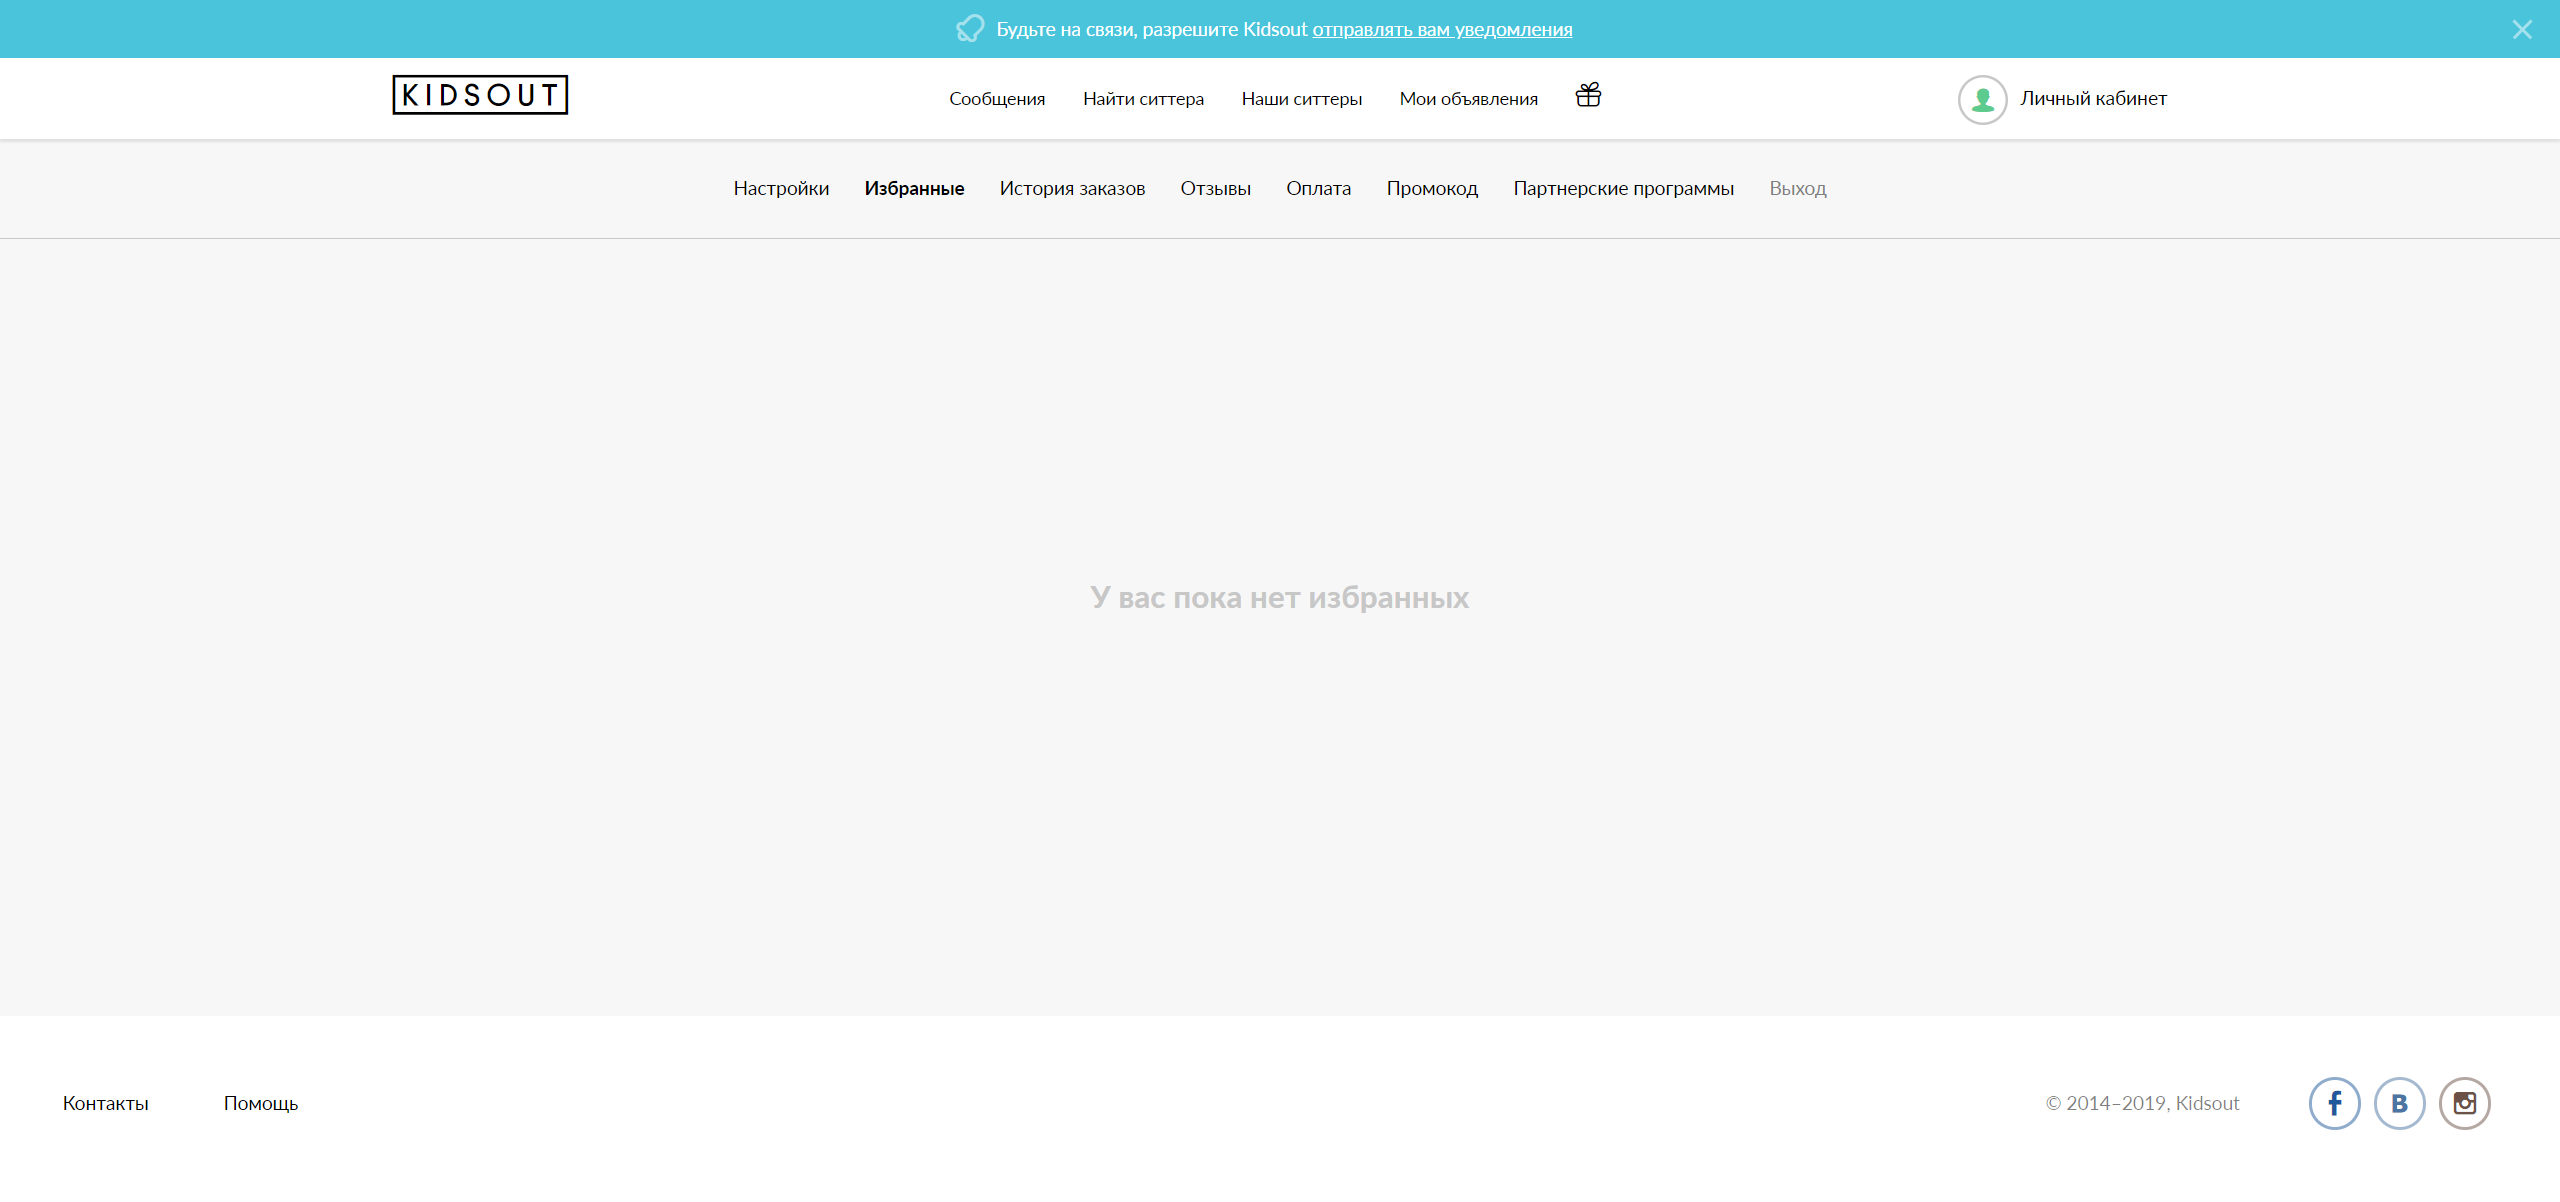 Будьте на связи, разрешите Kidsout отправлять вам уведомления
KIDSOUT
Сообщения Найти ситтера Наши ситтеры Мои объявления
Личный кабинет
Настройки Избранные История заказов Отзывы Оплата Промокод Партнерские программы Выход
У вас пока нет избранных
Контакты Помощь
© 2014–2019, Kidsout